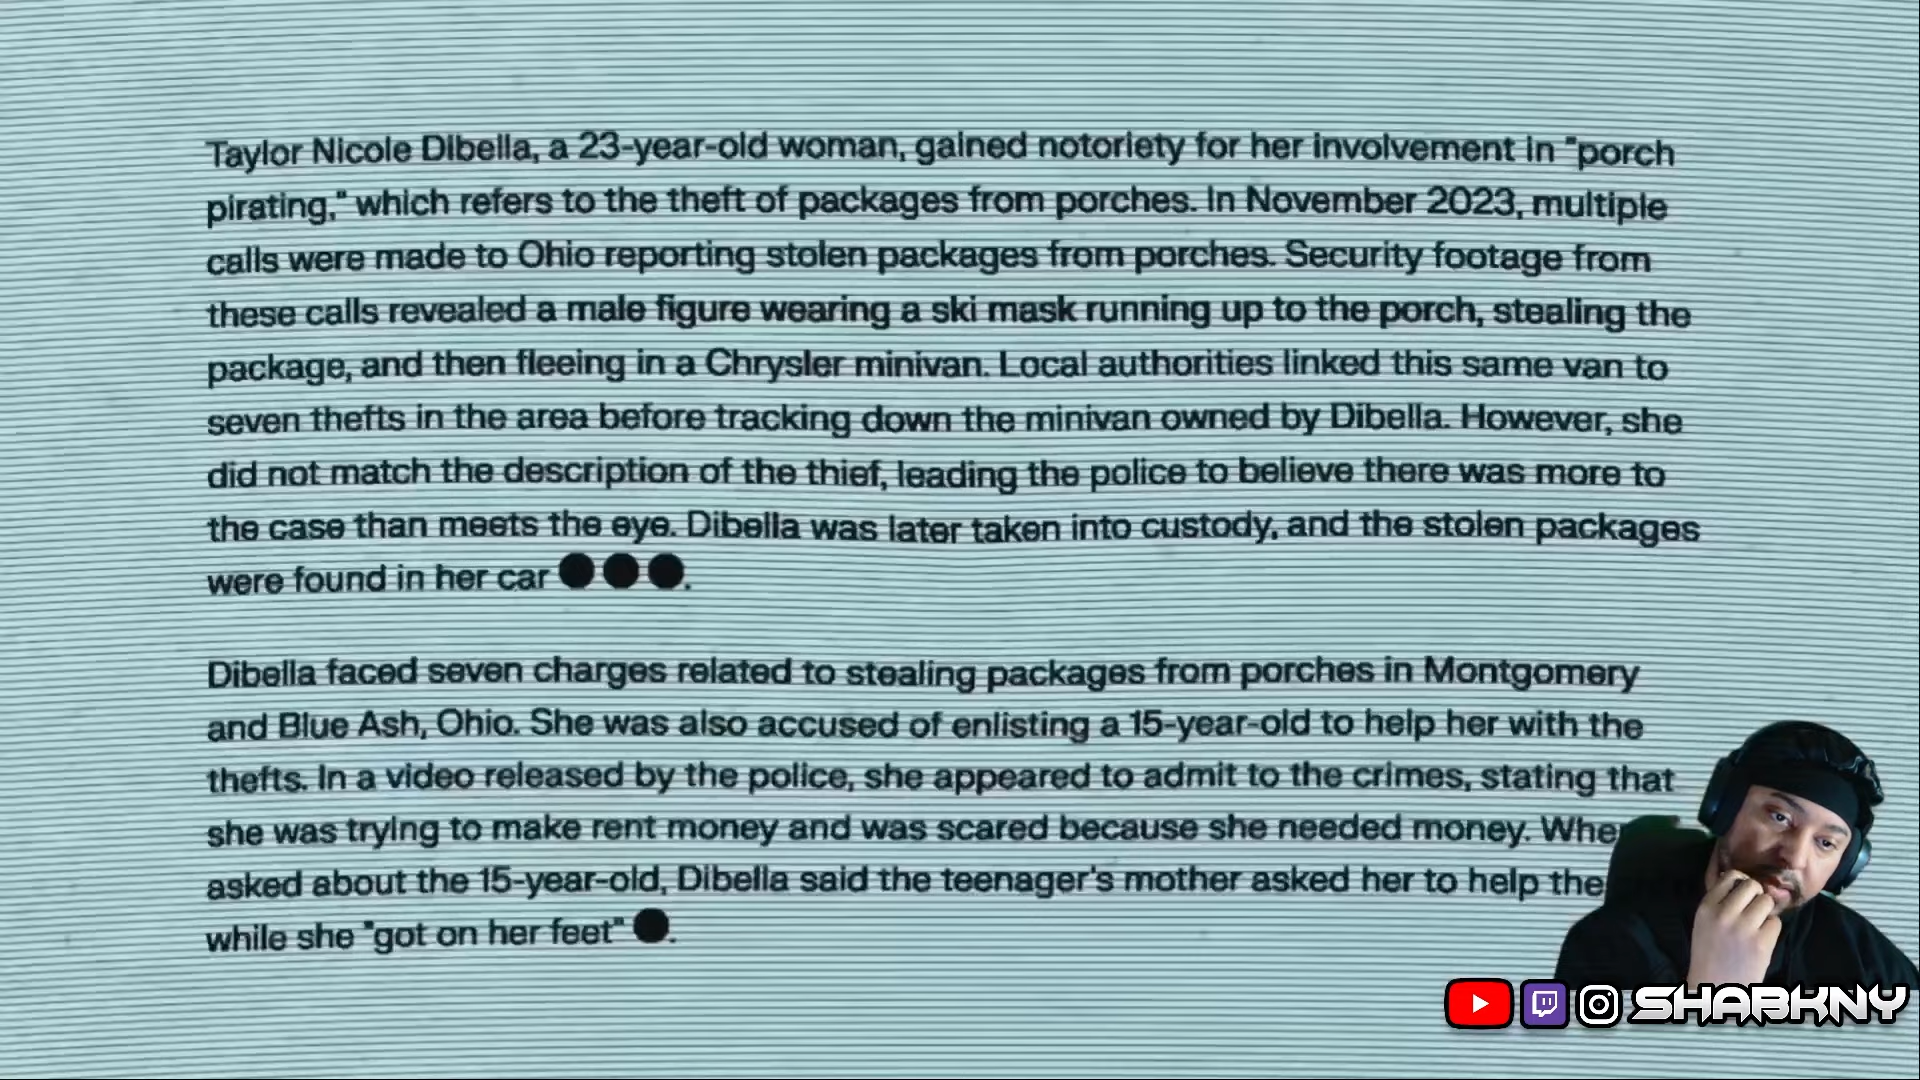 Taylor Nicole Dibella, a 23-year-old woman, gained notoriety for her involvement in "porch
pirating," which refers to the theft of packages from porches. In November 2023, multiple
calls were made to Ohio reporting stolen packages from porches. Security footage from
these calls revealed a male figure wearing a ski mask running up to the porch, stealing the
package, and then fleeing in a Chrysler minivan. Local authorities linked this same van to
seven thefts in the area before tracking down the minivan owned by Dibella. However, she
did not match the description of the thief, leading the police to believe there was more to
the case than meets the eye. Dibella was later taken into custody, and the stolen packages
were found in her car ●●●.
Dibella faced seven charges related to stealing packages from porches in Montgomery
and Blue Ash, Ohio. She was also accused of enlisting a 15-year-old to help her with the
thefts. In a video released by the police, she appeared to admit to the crimes, stating that
she was trying to make rent money and was scared because she needed money.
asked about the 15-year-old, Dibella said the teenager's mother asked her to help
while she "got on her feet" ●.
SHABKNY